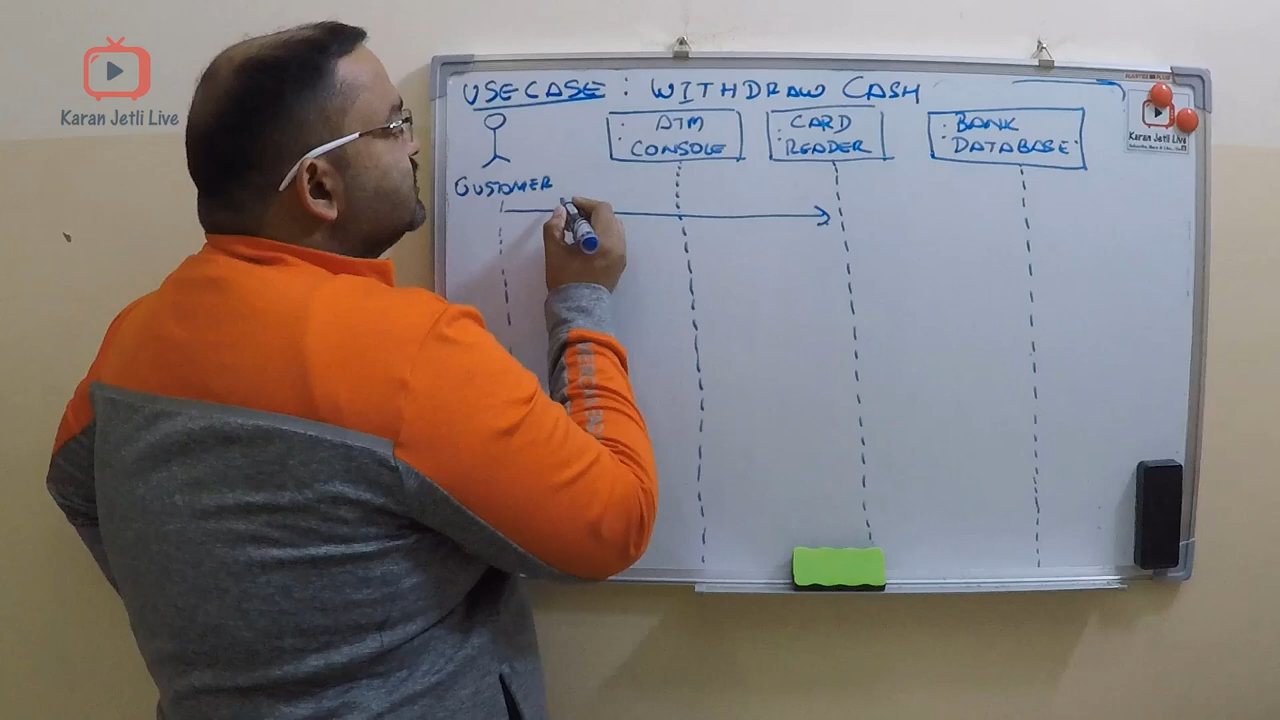 Karan Jetli Live
USECASE : WITHDRAW CASH
: ATM
CONSOLE
: CARD
READER
: BANK
DATABASE
CUSTOMER
Karan Jetli Live